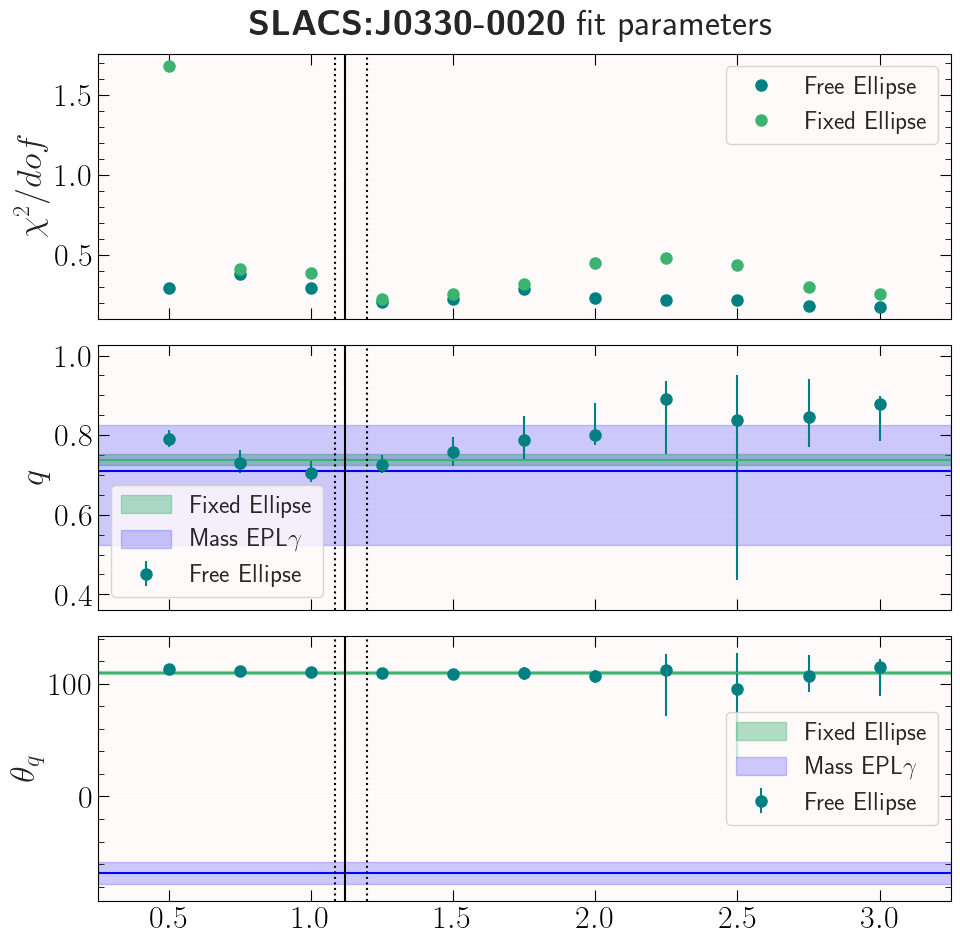 SLACS:J0330-0020 fit parameters
1.5
1.0
0.5
χ²/dof
Free Ellipse
Fixed Ellipse
1.0
0.8
0.6
0.4
q
Fixed Ellipse
Mass EPLγ
Free Ellipse
100
0
θ_q
Fixed Ellipse
Mass EPLγ
Free Ellipse
0.5 1.0 1.5 2.0 2.5 3.0